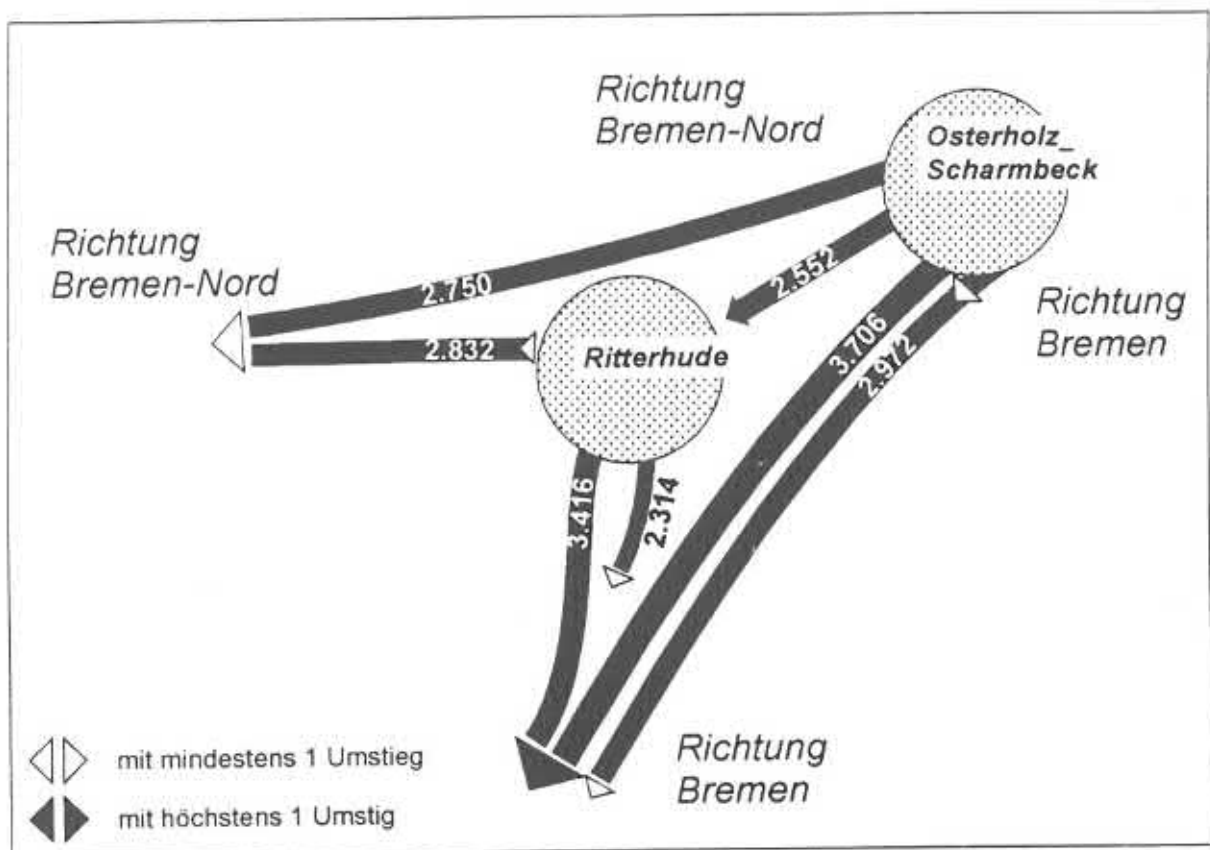 Richtung
Bremen-Nord
Osterholz_
Scharmbeck
Richtung
Bremen-Nord
2.750
2.552
Richtung
Bremen
2.832
Ritterhude
3.706
2.972
3.416
2.314
Richtung
Bremen
mit mindestens 1 Umstieg
mit höchstens 1 Umstig